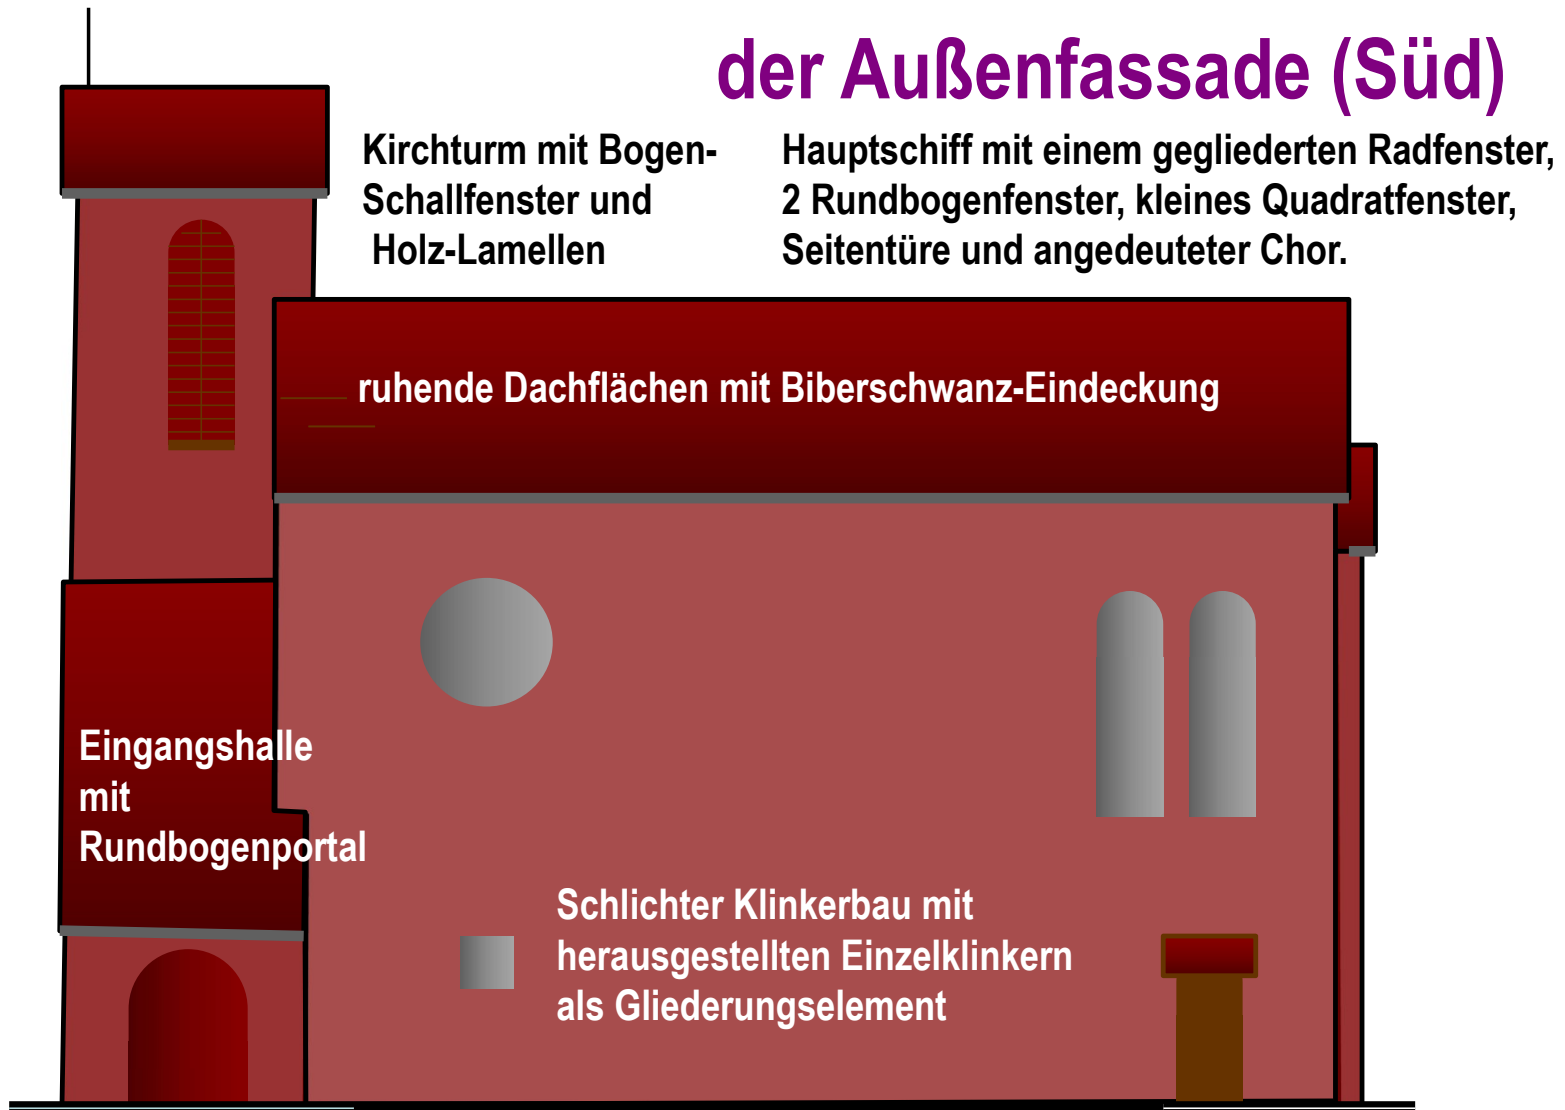 der Außenfassade (Süd)
Kirchturm mit Bogen-
Schallfenster und
Holz-Lamellen
Hauptschiff mit einem gegliederten Radfenster,
2 Rundbogenfenster, kleines Quadratfenster,
Seitentüre und angedeuteter Chor.
ruhende Dachflächen mit Biberschwanz-Eindeckung
Eingangshalle
mit
Rundbogenportal
Schlichter Klinkerbau mit
herausgestellten Einzelklinkern
als Gliederungselement